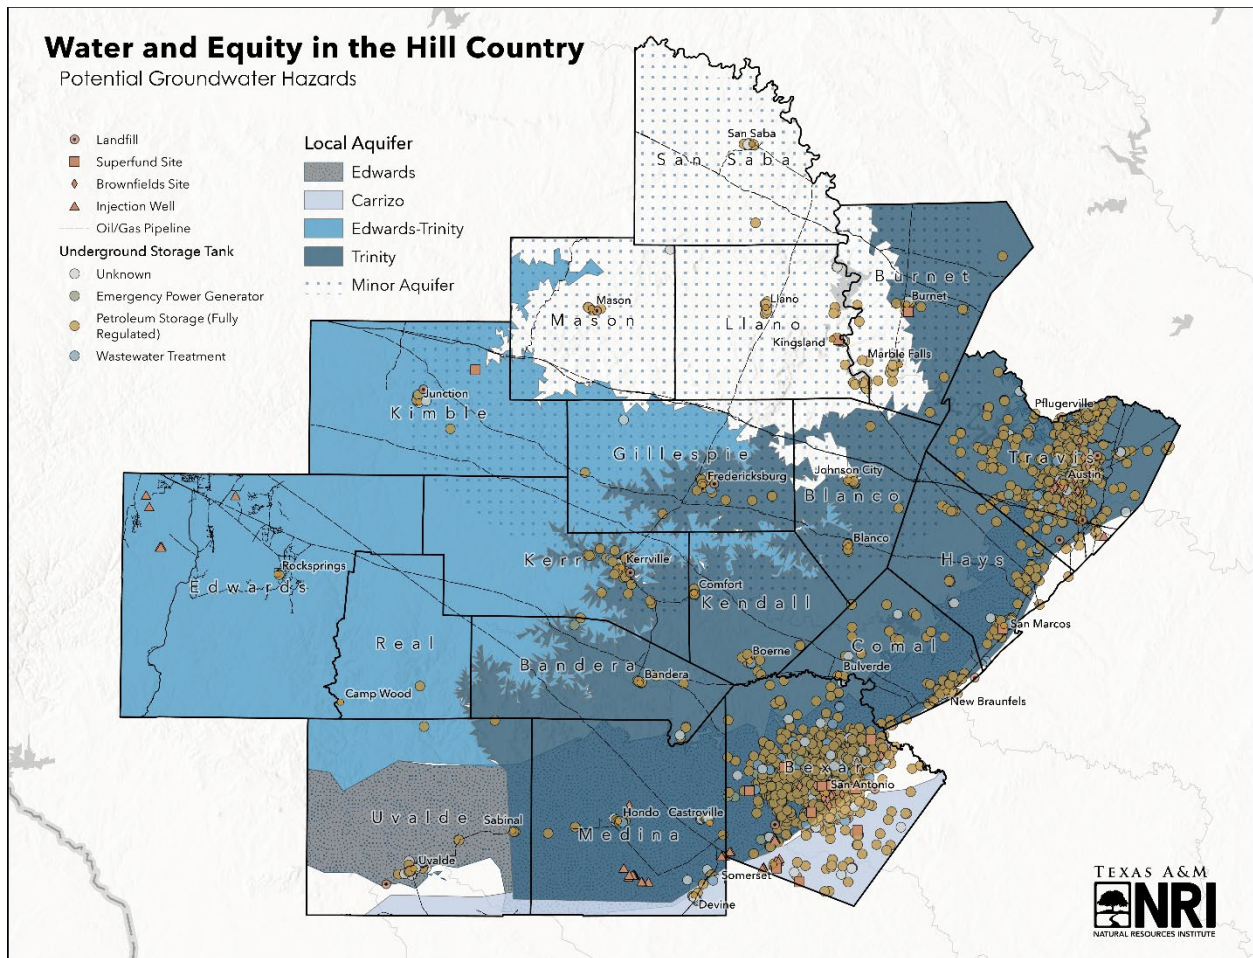 Water and Equity in the Hill Country
Potential Groundwater Hazards
Landfill
Superfund Site
Brownfields Site
Injection Well
Oil/Gas Pipeline
Underground Storage Tank
Unknown
Emergency Power Generator
Petroleum Storage (Fully
Regulated)
Wastewater Treatment
Local Aquifer
Edwards
Carrizo
Edwards-Trinity
Trinity
Minor Aquifer
San Saba
San Saba
Burnet
Burnet
Mason
Mason
Llano
Llano
Kingsland
Marble Falls
Junction
Kimble
Pflugerville
Travis
Austin
Gillespie
Fredericksburg
Johnson City
Blanco
Blanco
Hays
Kerr
Kerrville
Rocksprings
Edwards
Comfort
Kendall
San Marcos
Real
Comal
Boerne
Bulverde
Bandera
Bandera
Camp Wood
New Braunfels
Bexar
San Antonio
Uvalde
Sabinal
Hondo
Castroville
Medina
Uvalde
Somerset
Devine
TEXAS A&M
NRI
NATURAL RESOURCES INSTITUTE